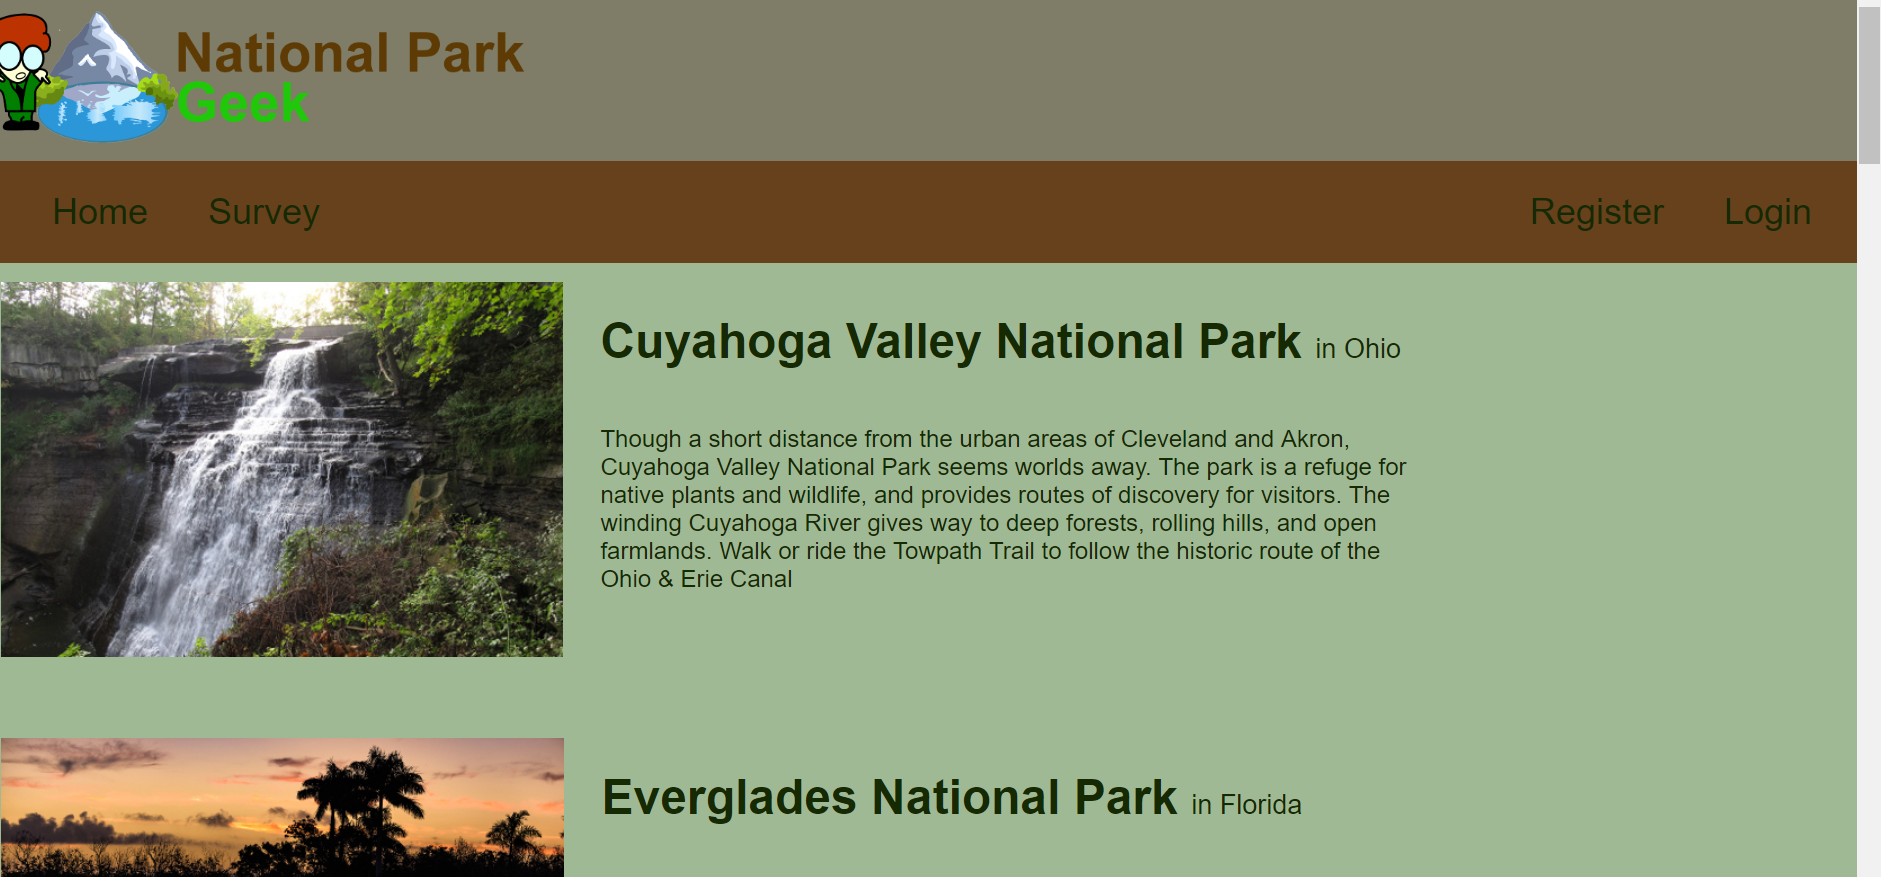 National Park
Geek
Home Survey Register Login
Cuyahoga Valley National Park in Ohio
Though a short distance from the urban areas of Cleveland and Akron,
Cuyahoga Valley National Park seems worlds away. The park is a refuge for
native plants and wildlife, and provides routes of discovery for visitors. The
winding Cuyahoga River gives way to deep forests, rolling hills, and open
farmlands. Walk or ride the Towpath Trail to follow the historic route of the
Ohio & Erie Canal
Everglades National Park in Florida